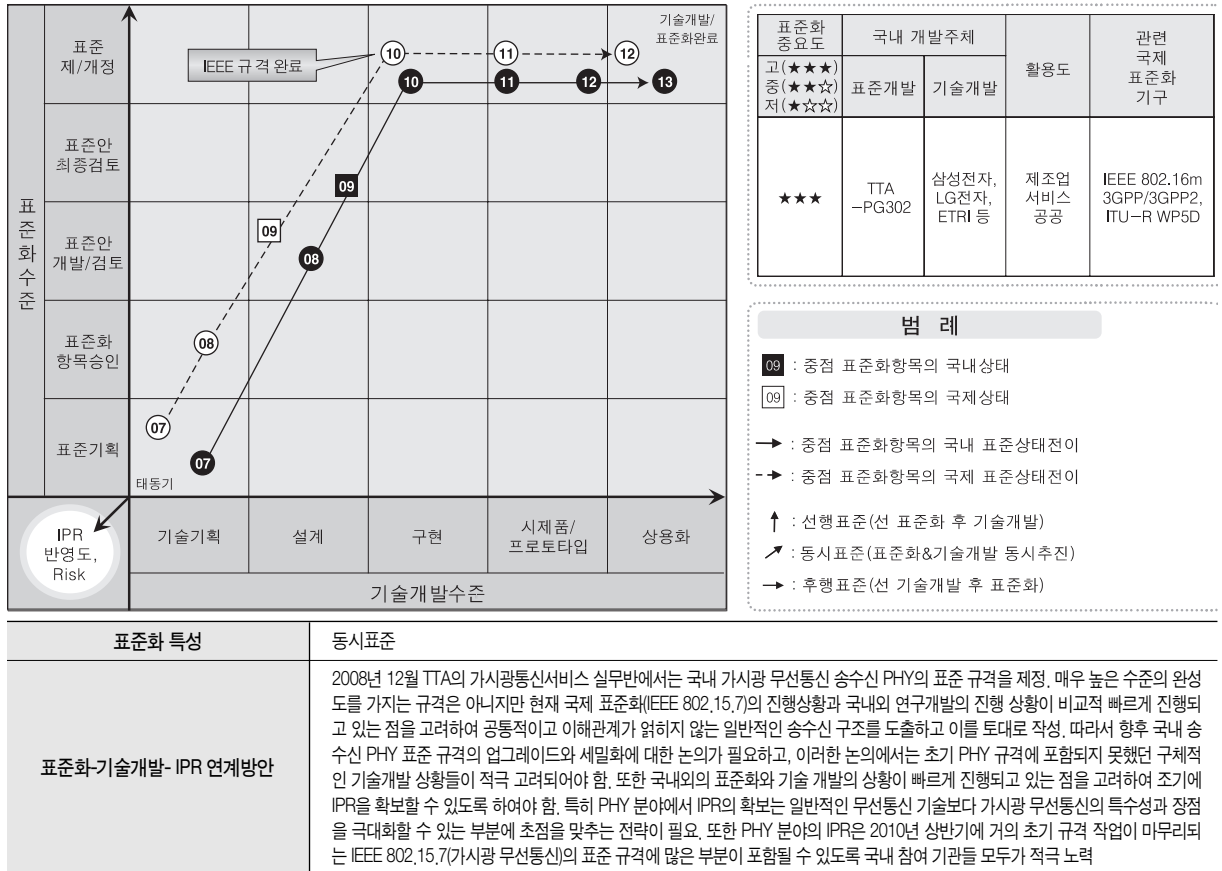 표준화수준
표준
제/개정
표준안
최종검토
표준안
개발/검토
표준화
항목승인
표준기획
IEEE 규격 완료
기술개발/
표준화완료
10
11
12
10
11
12
13
09
09
08
08
07
07
태동기
IPR
반영도,
Risk
기술기획
설계
구현
시제품/
프로토타입
상용화
기술개발수준
표준화
중요도
고(★★★)
중(★★☆)
저(★☆☆)
국내 개발주체
표준개발
기술개발
활용도
관련
국제
표준화
기구
★★★
TTA
-PG302
삼성전자,
LG전자,
ETRI 등
제조업
서비스
공공
IEEE 802.16m
3GPP/3GPP2,
ITU-R WP5D
범 례
09 : 중점 표준화항목의 국내상태
09 : 중점 표준화항목의 국제상태
→ : 중점 표준화항목의 국내 표준상태전이
⇢ : 중점 표준화항목의 국제 표준상태전이
↑ : 선행표준(선 표준화 후 기술개발)
↗ : 동시표준(표준화&기술개발 동시추진)
→ : 후행표준(선 기술개발 후 표준화)
표준화 특성
동시표준
표준화-기술개발- IPR 연계방안
2008년 12월 TTA의 가시광통신서비스 실무반에서는 국내 가시광 무선통신 송수신 PHY의 표준 규격을 제정. 매우 높은 수준의 완성
도를 가지는 규격은 아니지만 현재 국제 표준화(IEEE 802.15.7)의 진행상황과 국내외 연구개발의 진행 상황이 비교적 빠르게 진행되
고 있는 점을 고려하여 공통적이고 이해관계가 얽히지 않는 일반적인 송수신 구조를 도출하고 이를 토대로 작성. 따라서 향후 국내 송
수신 PHY 표준 규격의 업그레이드와 세밀화에 대한 논의가 필요하고, 이러한 논의에서는 초기 PHY 규격에 포함되지 못했던 구체적
인 기술개발 상황들이 적극 고려되어야 함. 또한 국내외의 표준화와 기술 개발의 상황이 빠르게 진행되고 있는 점을 고려하여 조기에
IPR을 확보할 수 있도록 하여야 함. 특히 PHY 분야에서 IPR의 확보는 일반적인 무선통신 기술보다 가시광 무선통신의 특수성과 장점
을 극대화할 수 있는 부분에 초점을 맞추는 전략이 필요. 또한 PHY 분야의 IPR은 2010년 상반기에 거의 초기 규격 작업이 마무리되
는 IEEE 802.15.7(가시광 무선통신)의 표준 규격에 많은 부분이 포함될 수 있도록 국내 참여 기관들 모두가 적극 노력